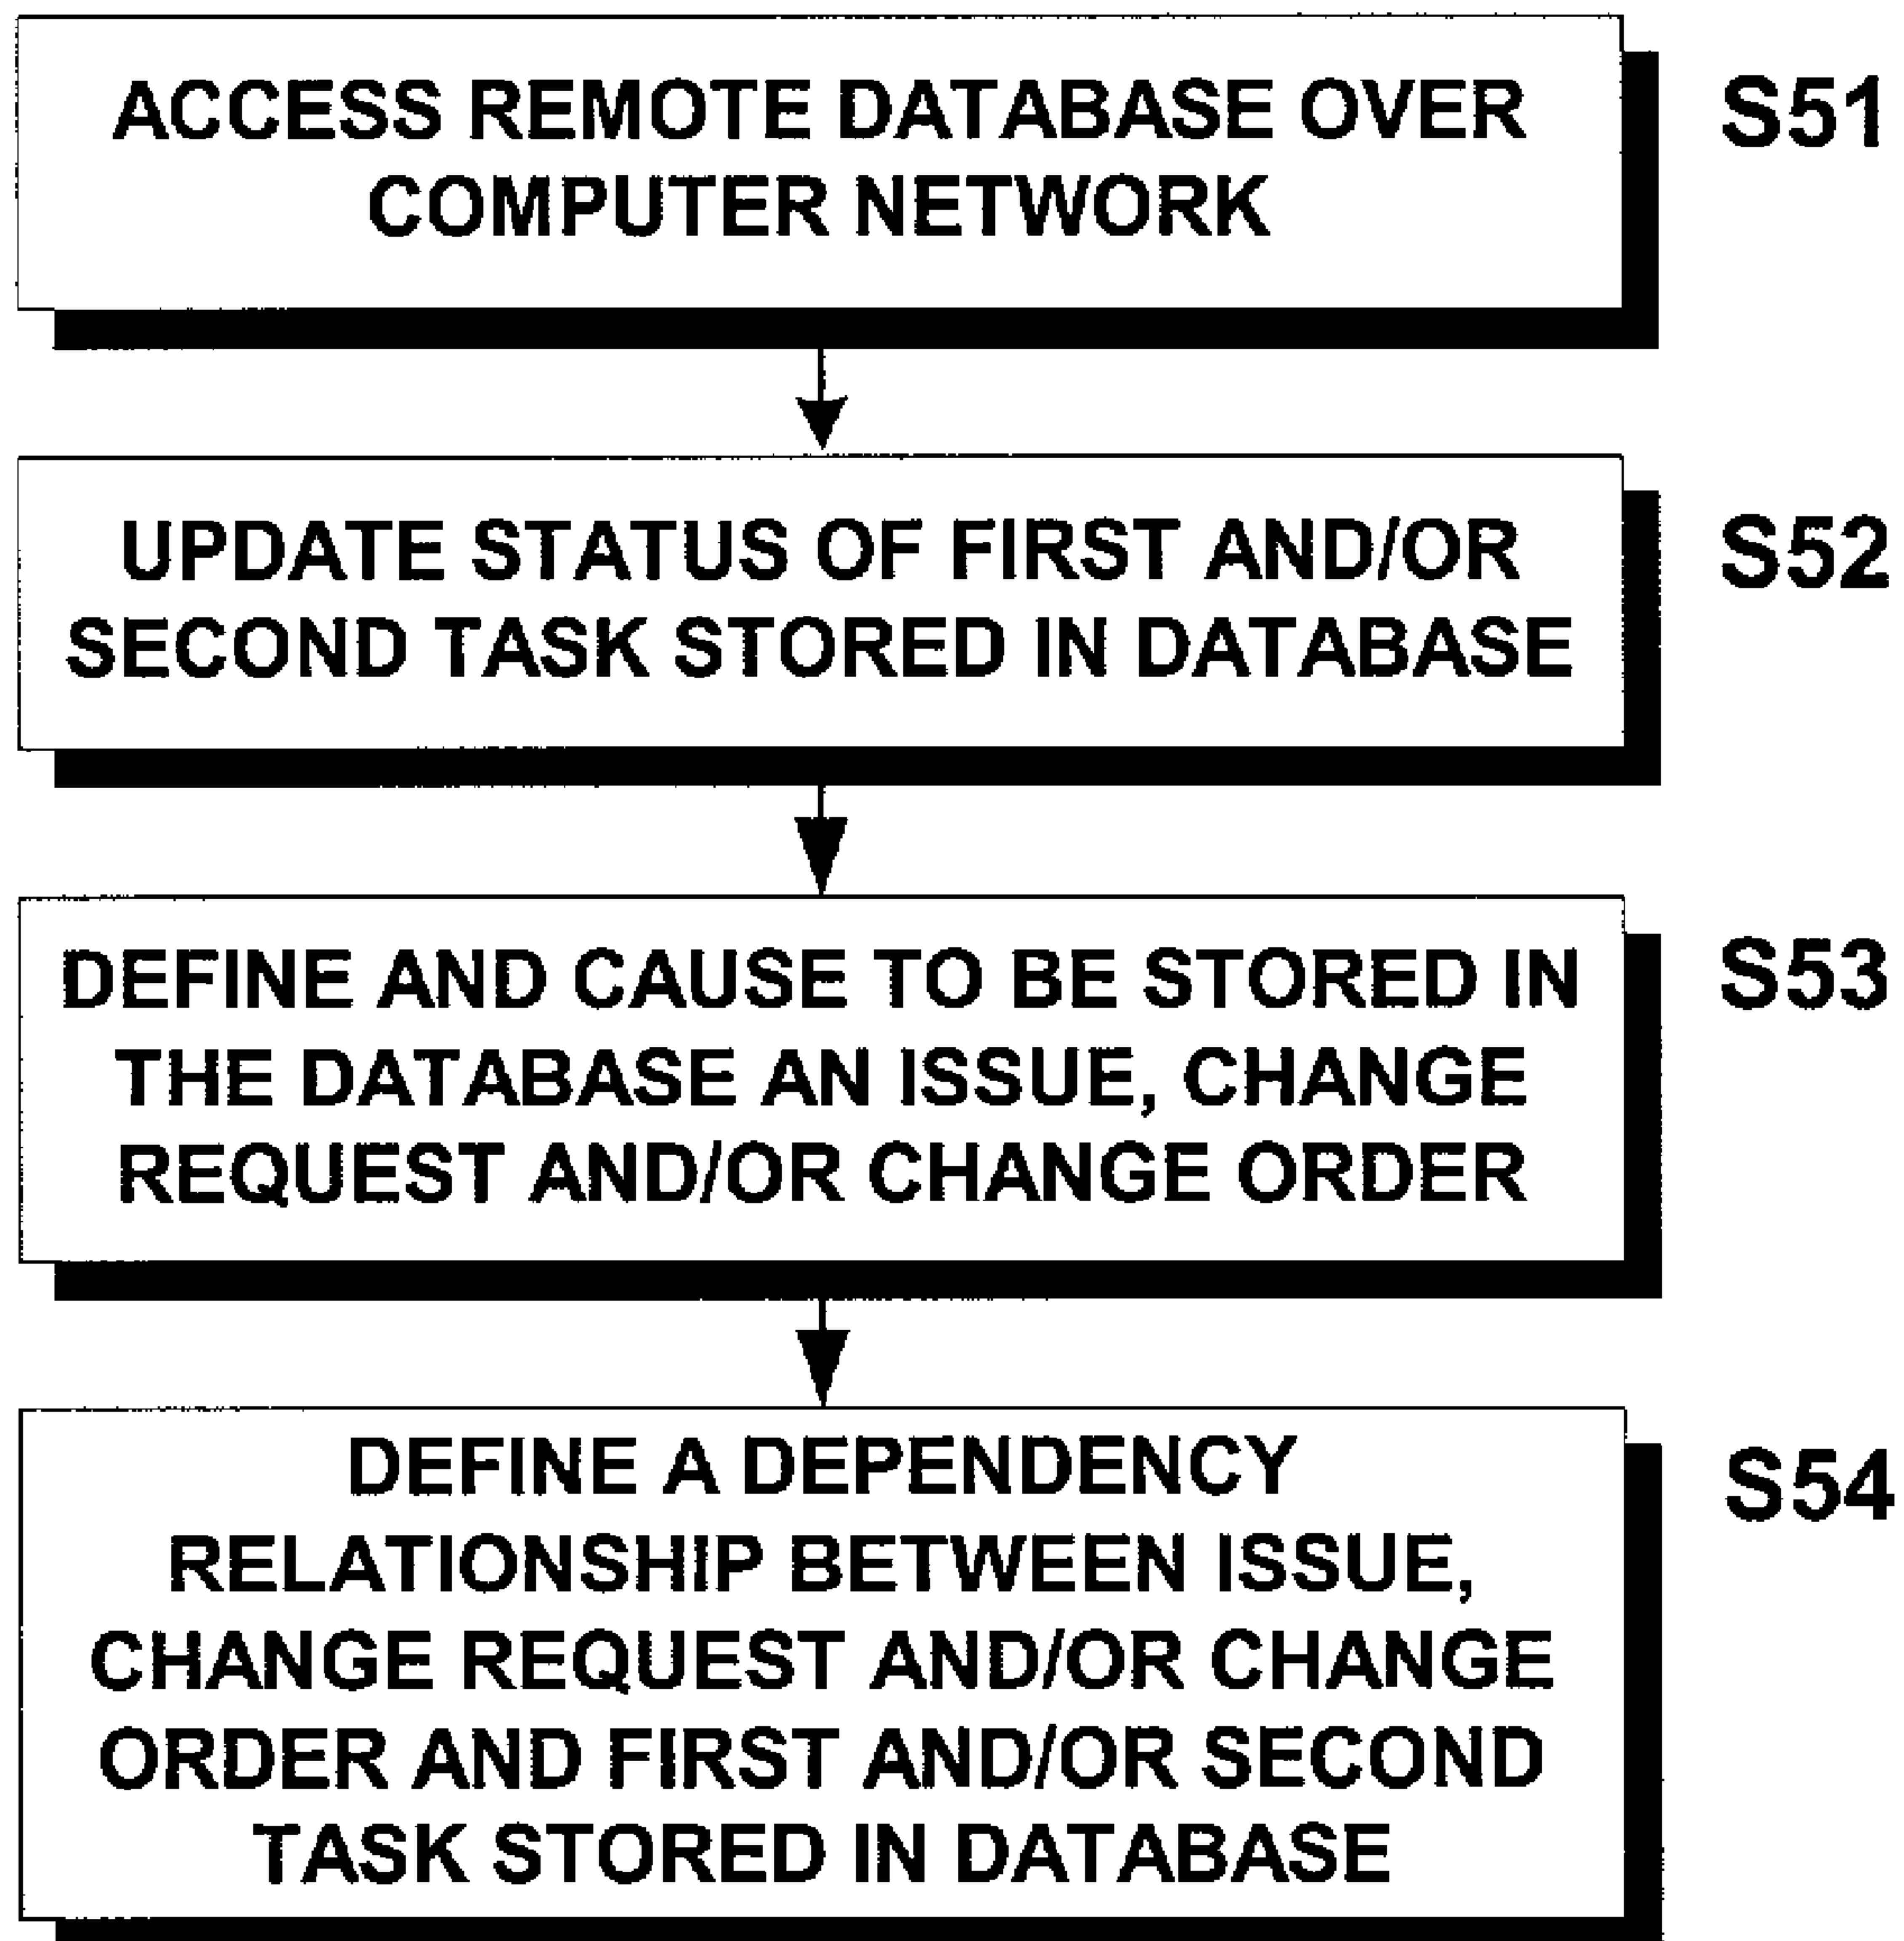 ACCESS REMOTE DATABASE OVER
COMPUTER NETWORK
S51
UPDATE STATUS OF FIRST AND/OR
SECOND TASK STORED IN DATABASE
S52
DEFINE AND CAUSE TO BE STORED IN
THE DATABASE AN ISSUE, CHANGE
REQUEST AND/OR CHANGE ORDER
S53
DEFINE A DEPENDENCY
RELATIONSHIP BETWEEN ISSUE,
CHANGE REQUEST AND/OR CHANGE
ORDER AND FIRST AND/OR SECOND
TASK STORED IN DATABASE
S54